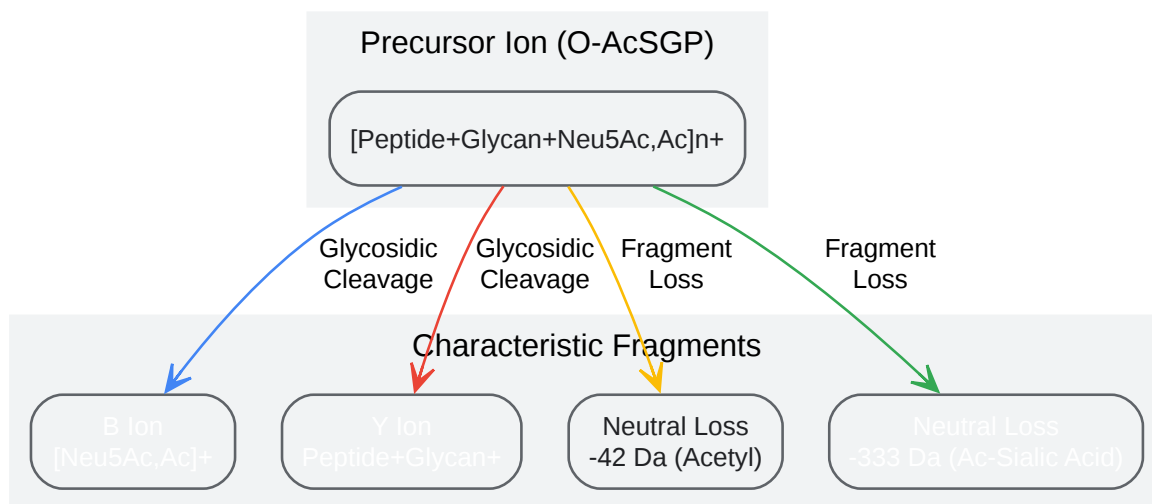 Precursor Ion (O-AcSGP)
[Peptide+Glycan+Neu5Ac,Ac]n+
Glycosidic
Cleavage
Glycosidic
Cleavage
Fragment
Loss
Fragment
Loss
Characteristic Fragments
B Ion
[Neu5Ac,Ac]+
Y Ion
Peptide+Glycan+
Neutral Loss
-42 Da (Acetyl)
Neutral Loss
-333 Da (Ac-Sialic Acid)